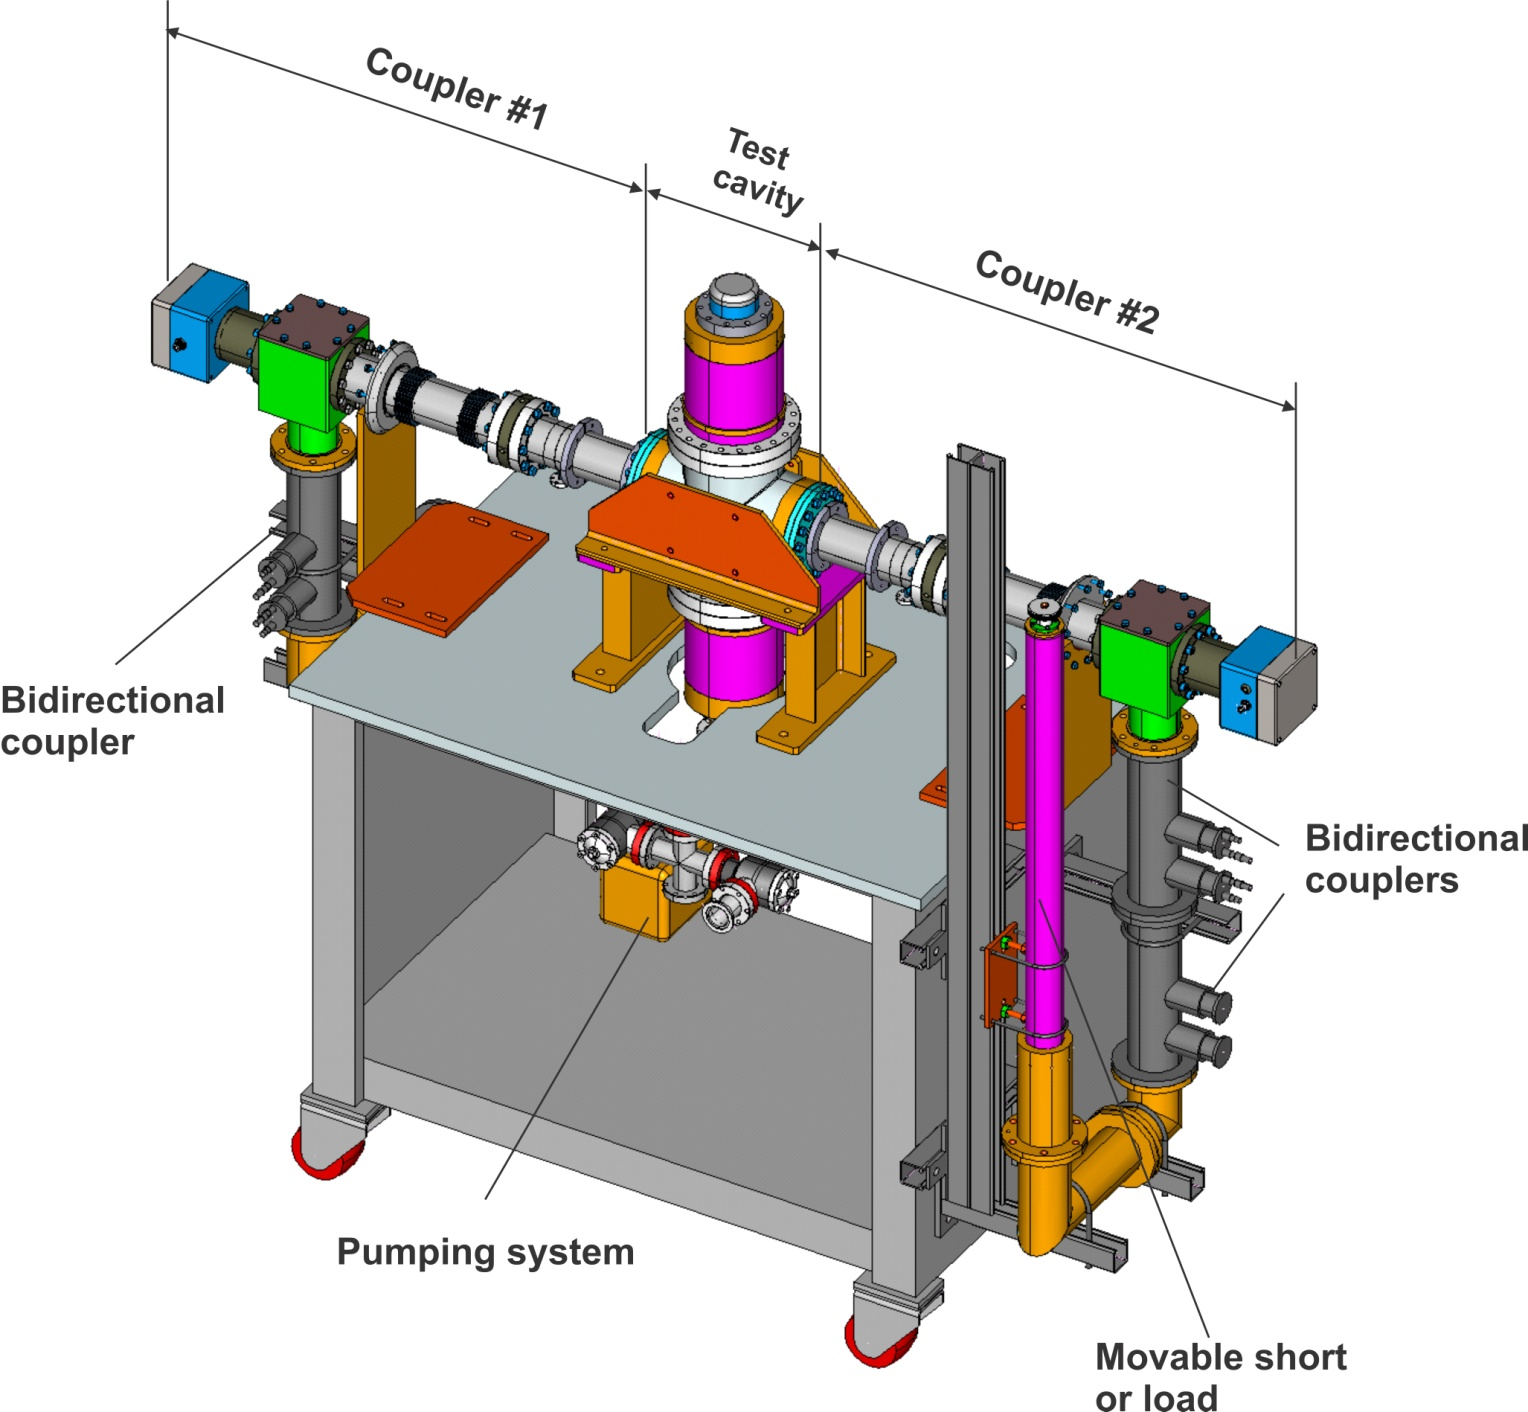 Coupler #1
Test
cavity
Coupler #2
Bidirectional
coupler
Bidirectional
couplers
Pumping system
Movable short
or load